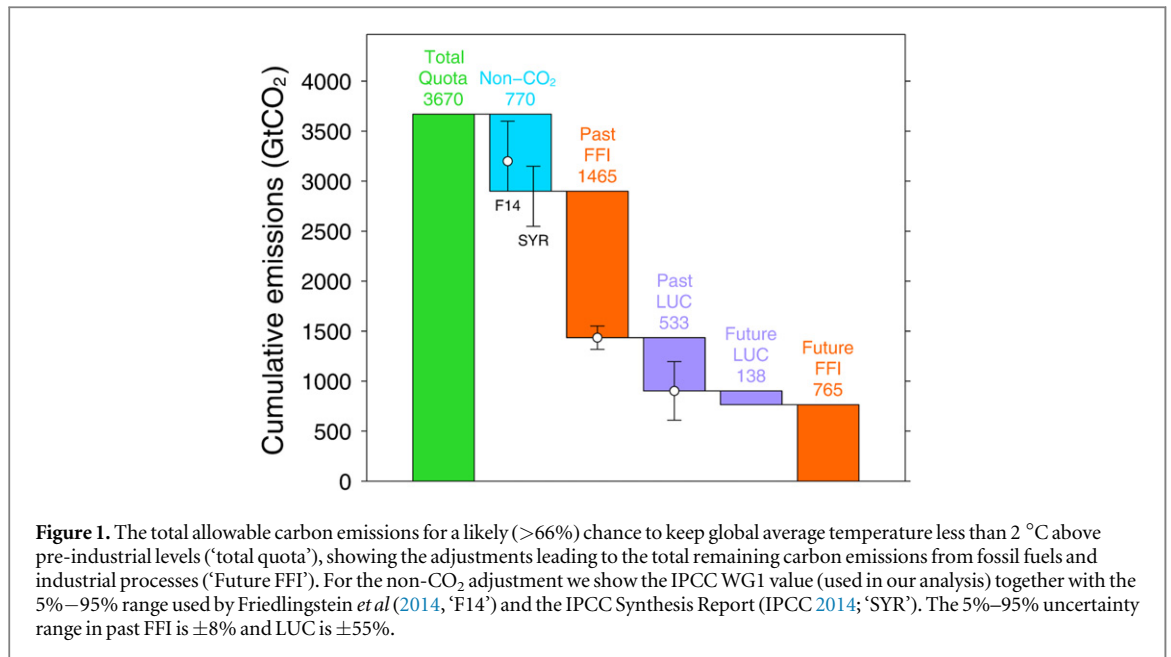 Cumulative emissions (GtCO₂)
4000
3500
3000
2500
2000
1500
1000
500
0
Total
Quota
3670
Non−CO₂
770
F14
SYR
Past
FFI
1465
Past
LUC
533
Future
LUC
138
Future
FFI
765
Figure 1. The total allowable carbon emissions for a likely (>66%) chance to keep global average temperature less than 2 °C above
pre-industrial levels (‘total quota’), showing the adjustments leading to the total remaining carbon emissions from fossil fuels and
industrial processes (‘Future FFI’). For the non-CO₂ adjustment we show the IPCC WG1 value (used in our analysis) together with the
5%−95% range used by Friedlingstein et al (2014, ‘F14’) and the IPCC Synthesis Report (IPCC 2014; ‘SYR’). The 5%–95% uncertainty
range in past FFI is ±8% and LUC is ±55%.